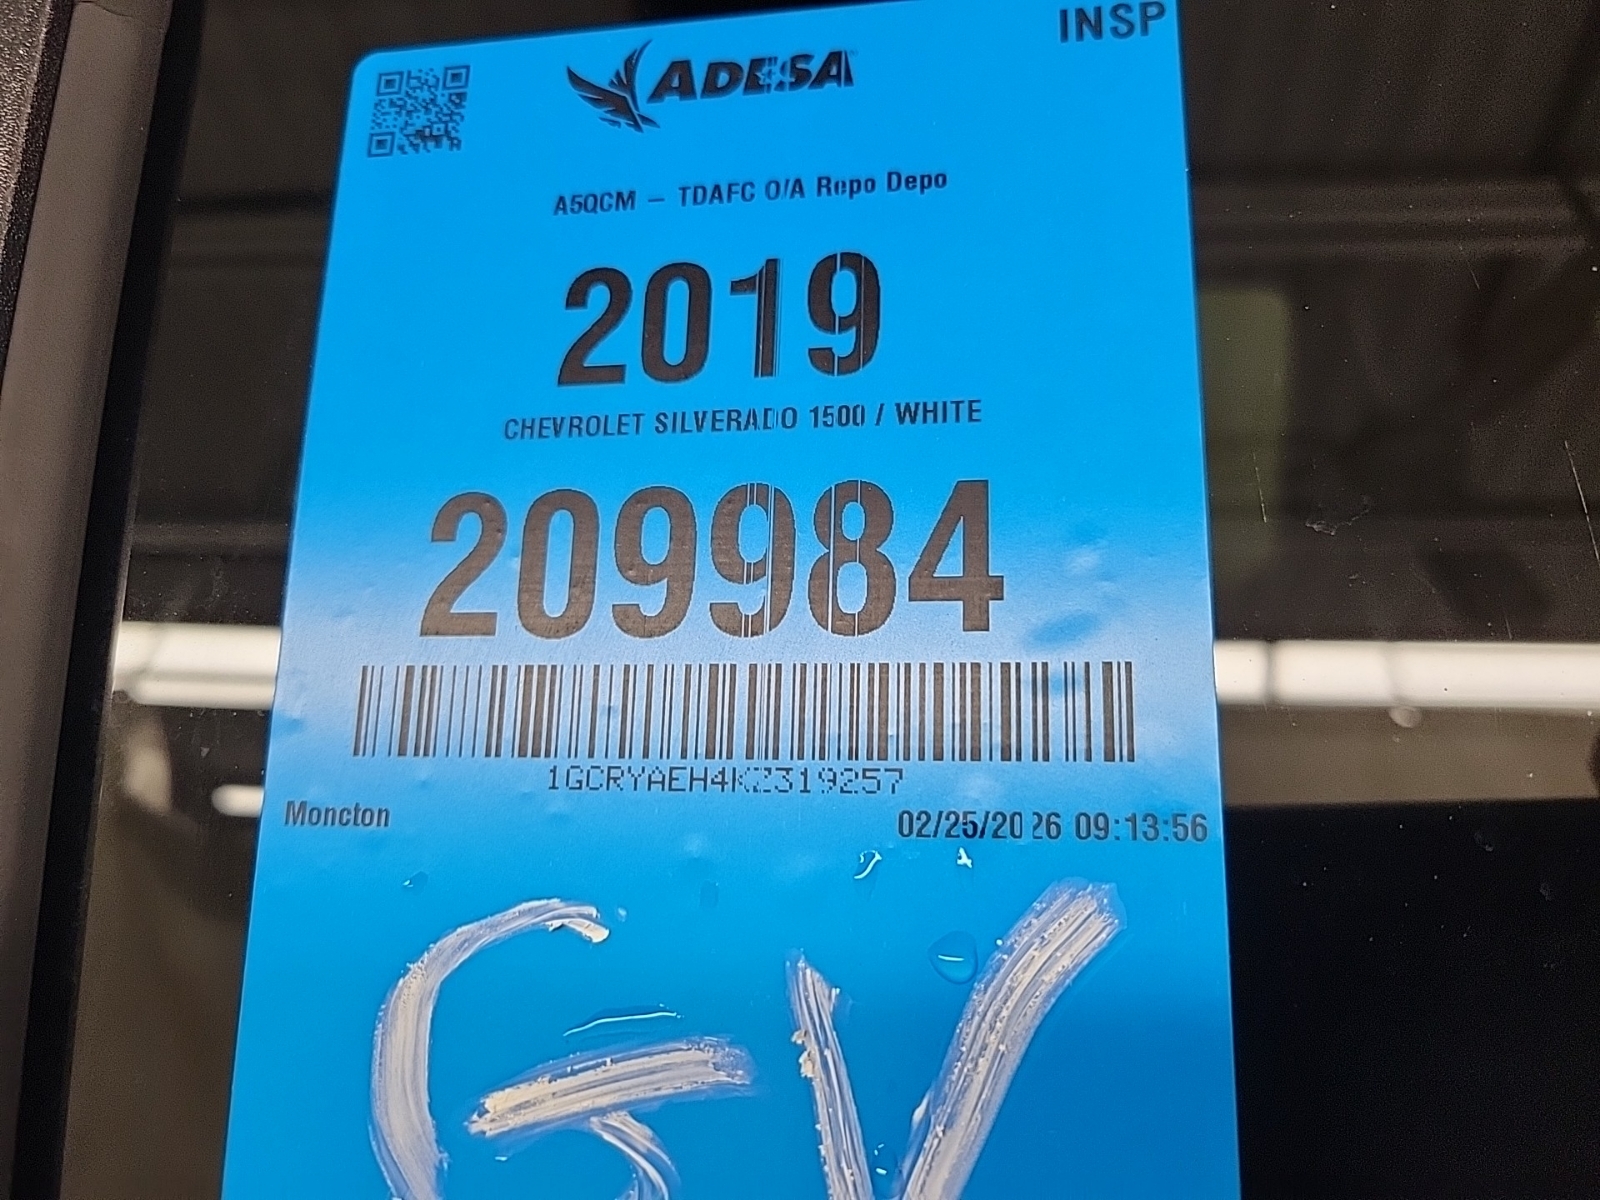 INSP
ADESA
A5QCM – TDAFC O/A Repo Depo
2019
CHEVROLET SILVERADO 1500 / WHITE
209984
1GCRYAEH4KZ319257
Moncton 02/25/2026 09:13:56
GV